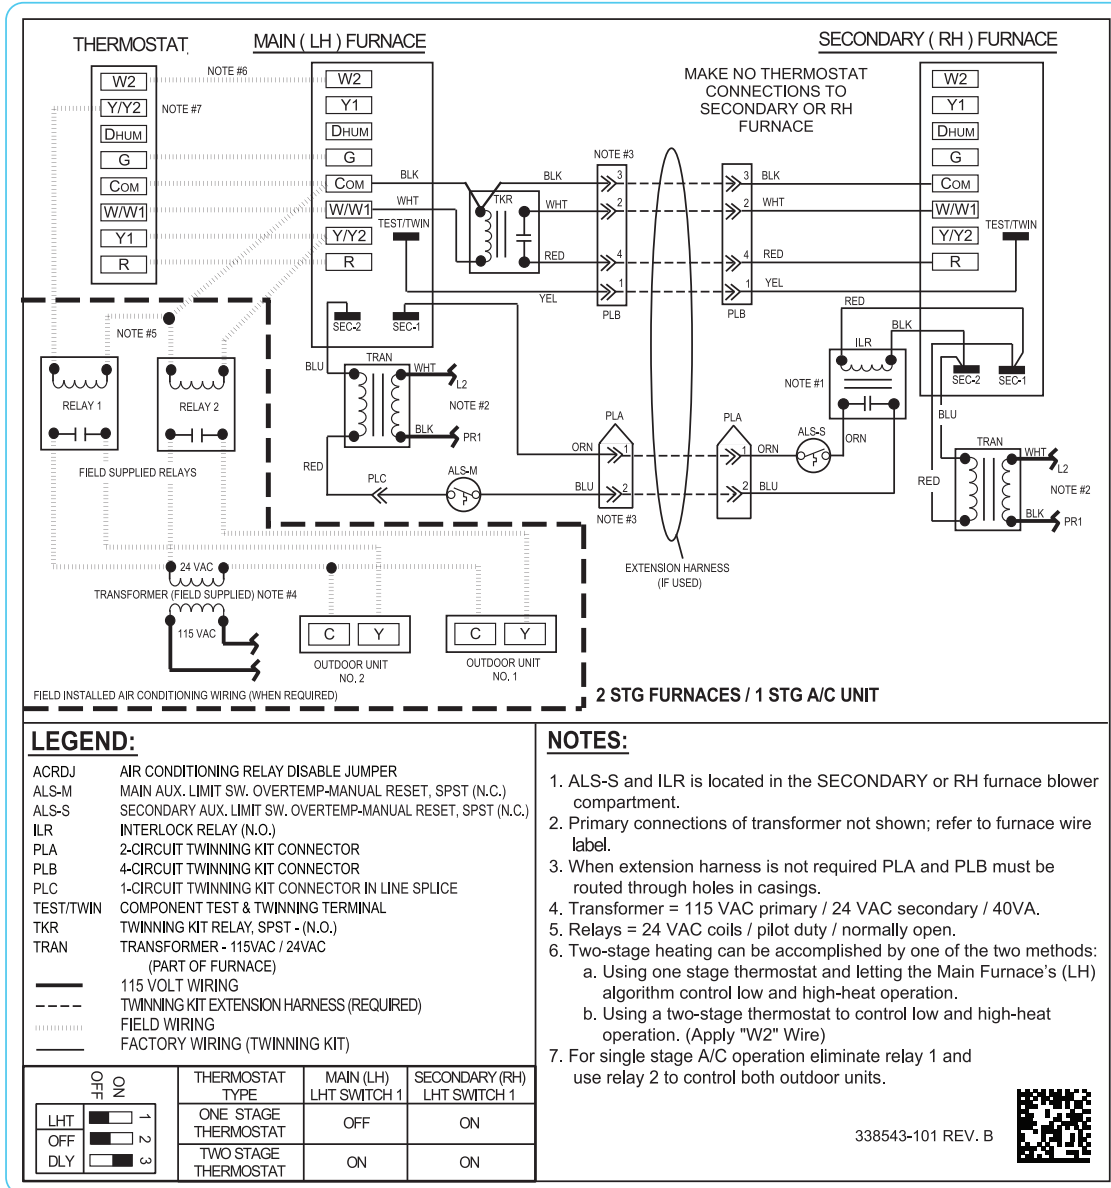 THERMOSTAT
MAIN ( LH ) FURNACE
SECONDARY ( RH ) FURNACE
NOTE #6
W2
Y/Y2
NOTE #7
DHUM
G
COM
W/W1
Y1
R
W2
Y1
DHUM
G
COM
W/W1
Y/Y2
R
BLK
WHT
TEST/TWIN
SEC-2
SEC-1
TKR
BLK
WHT
RED
YEL
NOTE #3
3
2
4
1
PLB
MAKE NO THERMOSTAT
CONNECTIONS TO
SECONDARY OR RH
FURNACE
3
2
4
1
PLB
BLK
WHT
RED
YEL
W2
Y1
DHUM
G
COM
W/W1
Y/Y2
R
TEST/TWIN
SEC-2
SEC-1
NOTE #5
RELAY 1
RELAY 2
FIELD SUPPLIED RELAYS
BLU
TRAN
WHT
L2
NOTE #2
BLK
PR1
RED
PLC
ALS-M
PLA
ORN
1
BLU
2
NOTE #3
PLA
1
ORN
2
BLU
ALS-S
ORN
RED
BLK
ILR
NOTE #1
BLU
RED
TRAN
WHT
L2
NOTE #2
BLK
PR1
EXTENSION HARNESS
(IF USED)
24 VAC
TRANSFORMER (FIELD SUPPLIED) NOTE #4
115 VAC
C
Y
OUTDOOR UNIT
NO. 2
C
Y
OUTDOOR UNIT
NO. 1
FIELD INSTALLED AIR CONDITIONING WIRING (WHEN REQUIRED)
2 STG FURNACES / 1 STG A/C UNIT
LEGEND:
ACRDJ AIR CONDITIONING RELAY DISABLE JUMPER
ALS-M MAIN AUX. LIMIT SW. OVERTEMP-MANUAL RESET, SPST (N.C.)
ALS-S SECONDARY AUX. LIMIT SW. OVERTEMP-MANUAL RESET, SPST (N.C.)
ILR INTERLOCK RELAY (N.O.)
PLA 2-CIRCUIT TWINNING KIT CONNECTOR
PLB 4-CIRCUIT TWINNING KIT CONNECTOR
PLC 1-CIRCUIT TWINNING KIT CONNECTOR IN LINE SPLICE
TEST/TWIN COMPONENT TEST & TWINNING TERMINAL
TKR TWINNING KIT RELAY, SPST - (N.O.)
TRAN TRANSFORMER - 115VAC / 24VAC
(PART OF FURNACE)
115 VOLT WIRING
TWINNING KIT EXTENSION HARNESS (REQUIRED)
FIELD WIRING
FACTORY WIRING (TWINNING KIT)
OFF ON
LHT 1
OFF 2
DLY 3
THERMOSTAT TYPE MAIN (LH) LHT SWITCH 1 SECONDARY (RH) LHT SWITCH 1
ONE STAGE THERMOSTAT OFF ON
TWO STAGE THERMOSTAT ON ON
NOTES:
1. ALS-S and ILR is located in the SECONDARY or RH furnace blower
compartment.
2. Primary connections of transformer not shown; refer to furnace wire
label.
3. When extension harness is not required PLA and PLB must be
routed through holes in casings.
4. Transformer = 115 VAC primary / 24 VAC secondary / 40VA.
5. Relays = 24 VAC coils / pilot duty / normally open.
6. Two-stage heating can be accomplished by one of the two methods:
a. Using one stage thermostat and letting the Main Furnace's (LH)
algorithm control low and high-heat operation.
b. Using a two-stage thermostat to control low and high-heat
operation. (Apply "W2" Wire)
7. For single stage A/C operation eliminate relay 1 and
use relay 2 to control both outdoor units.
338543-101 REV. B